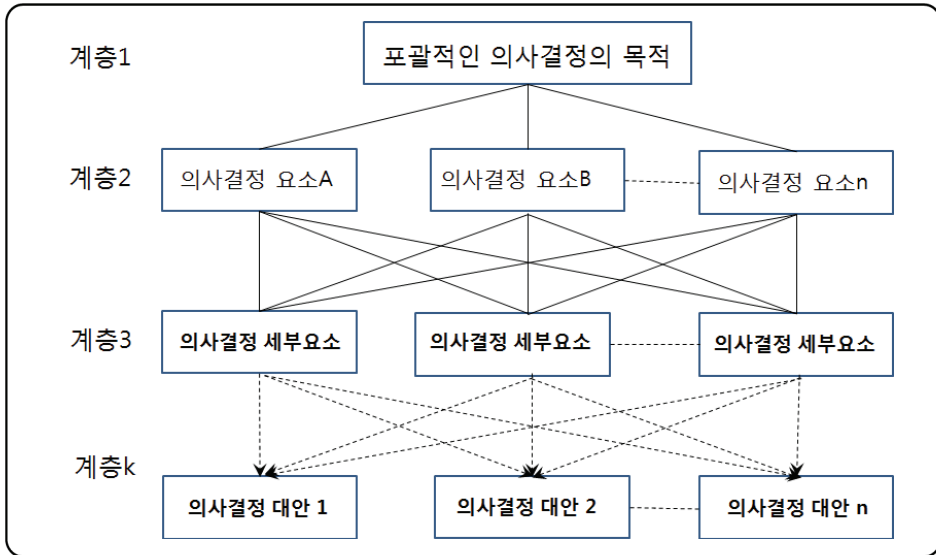 계층1
포괄적인 의사결정의 목적
계층2
의사결정 요소A
의사결정 요소B
의사결정 요소n
계층3
의사결정 세부요소
의사결정 세부요소
의사결정 세부요소
계층k
의사결정 대안 1
의사결정 대안 2
의사결정 대안 n